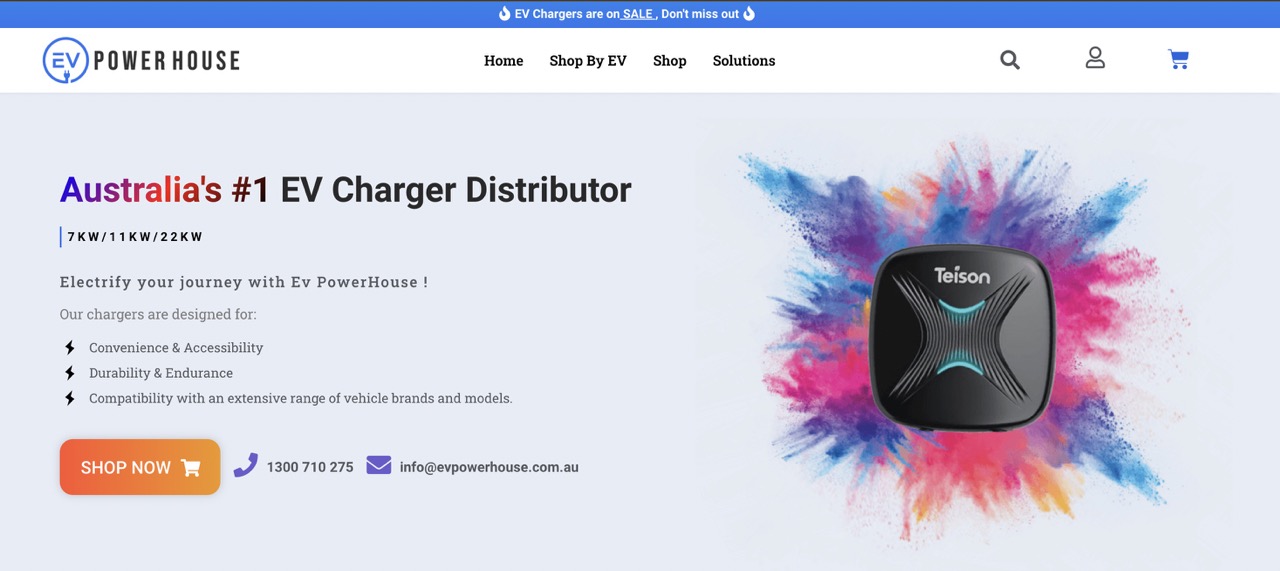 EV Chargers are on SALE , Don't miss out
EV POWER HOUSE
Home Shop By EV Shop Solutions
Australia's #1 EV Charger Distributor
7KW/11KW/22KW
Electrify your journey with Ev PowerHouse !
Our chargers are designed for:
Convenience & Accessibility
Durability & Endurance
Compatibility with an extensive range of vehicle brands and models.
SHOP NOW 1300 710 275 info@evpowerhouse.com.au
Teison